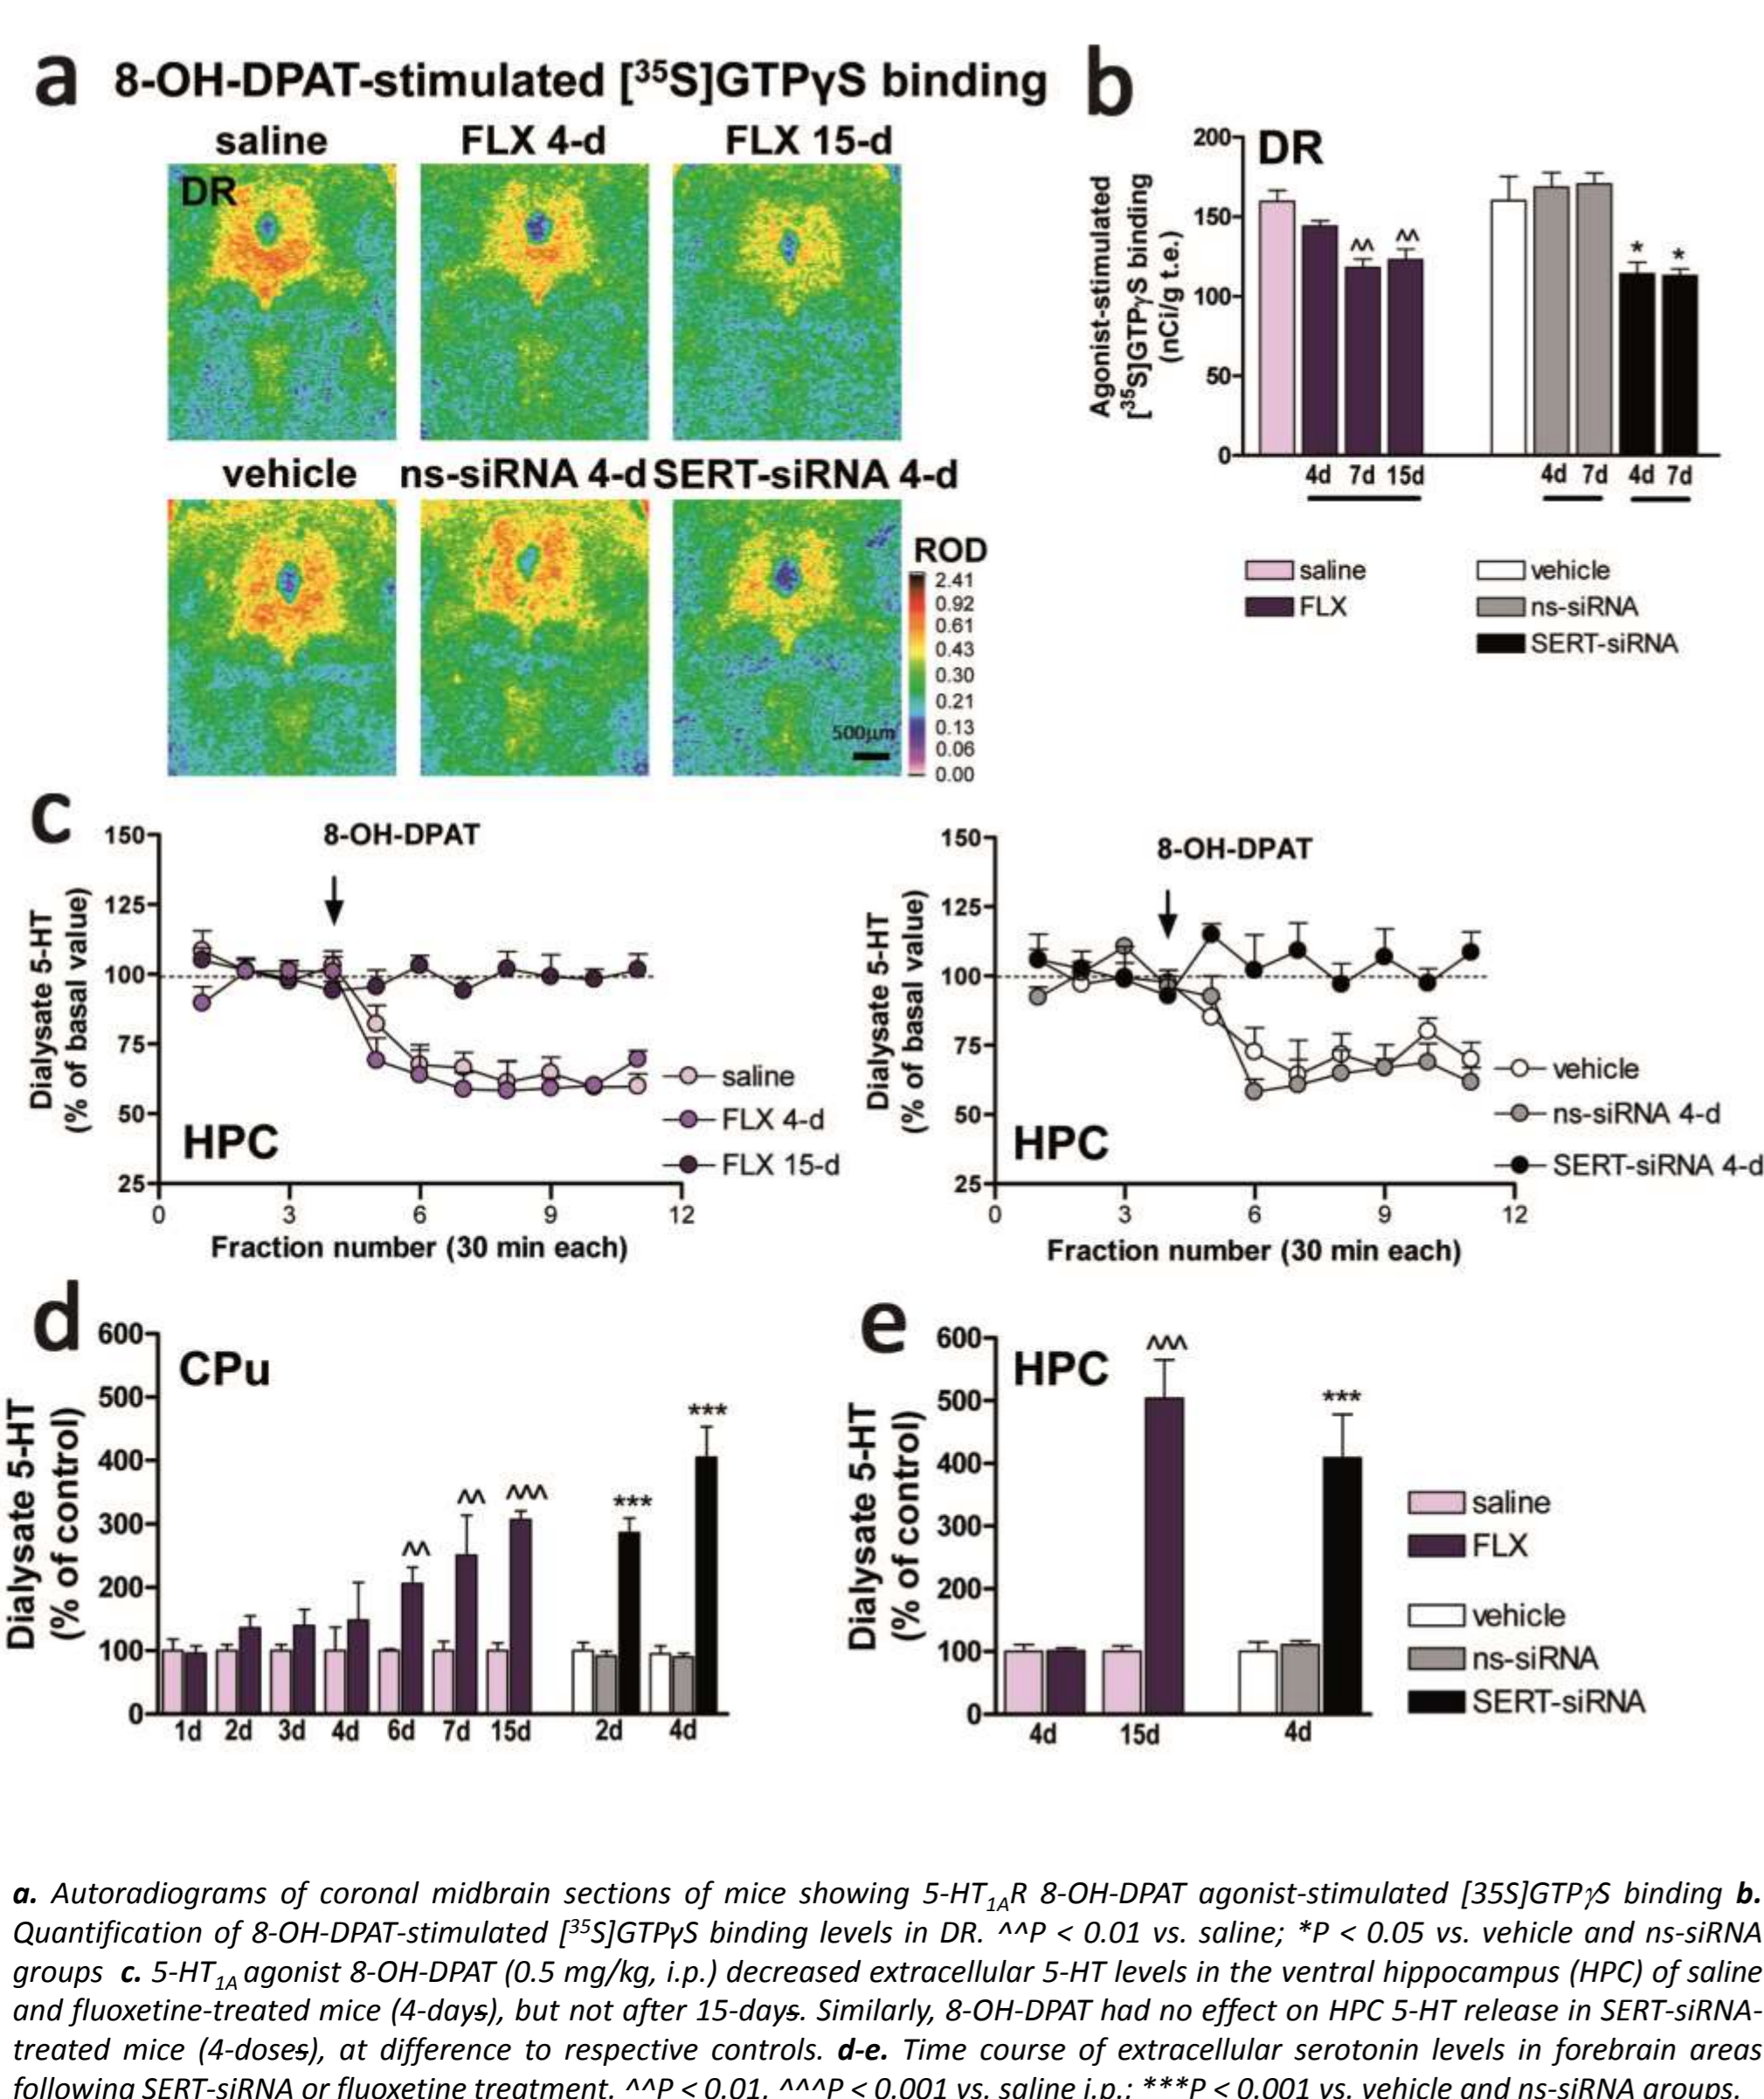 a 8-OH-DPAT-stimulated [35S]GTPγS binding
saline FLX 4-d FLX 15-d
DR
vehicle ns-siRNA 4-d SERT-siRNA 4-d
ROD
2.41
0.92
0.61
0.43
0.30
0.21
0.13
0.06
0.00
500μm
b
DR
Agonist-stimulated
[35S]GTPγS binding
(nCi/g t.e.)
200
150
100
50
0
^^ ^^ * *
4d 7d 15d 4d 7d 4d 7d
saline
FLX
vehicle
ns-siRNA
SERT-siRNA
c
8-OH-DPAT
Dialysate 5-HT
(% of basal value)
150
125
100
75
50
25
HPC
saline
FLX 4-d
FLX 15-d
0 3 6 9 12
Fraction number (30 min each)
8-OH-DPAT
Dialysate 5-HT
(% of basal value)
150
125
100
75
50
25
HPC
vehicle
ns-siRNA 4-d
SERT-siRNA 4-d
0 3 6 9 12
Fraction number (30 min each)
d
CPu
Dialysate 5-HT
(% of control)
600
500
400
300
200
100
0
^^ ^^ ^^^ *** ***
1d 2d 3d 4d 6d 7d 15d 2d 4d
e
HPC
Dialysate 5-HT
(% of control)
600
500
400
300
200
100
0
^^^ ***
4d 15d 4d
saline
FLX
vehicle
ns-siRNA
SERT-siRNA
a. Autoradiograms of coronal midbrain sections of mice showing 5-HT1AR 8-OH-DPAT agonist-stimulated [35S]GTPγS binding b.
Quantification of 8-OH-DPAT-stimulated [35S]GTPγS binding levels in DR. ^^P < 0.01 vs. saline; *P < 0.05 vs. vehicle and ns-siRNA
groups c. 5-HT1A agonist 8-OH-DPAT (0.5 mg/kg, i.p.) decreased extracellular 5-HT levels in the ventral hippocampus (HPC) of saline
and fluoxetine-treated mice (4-days), but not after 15-days. Similarly, 8-OH-DPAT had no effect on HPC 5-HT release in SERT-siRNA-
treated mice (4-doses), at difference to respective controls. d-e. Time course of extracellular serotonin levels in forebrain areas
following SERT-siRNA or fluoxetine treatment. ^^P < 0.01, ^^^P < 0.001 vs. saline i.p.; ***P < 0.001 vs. vehicle and ns-siRNA groups.